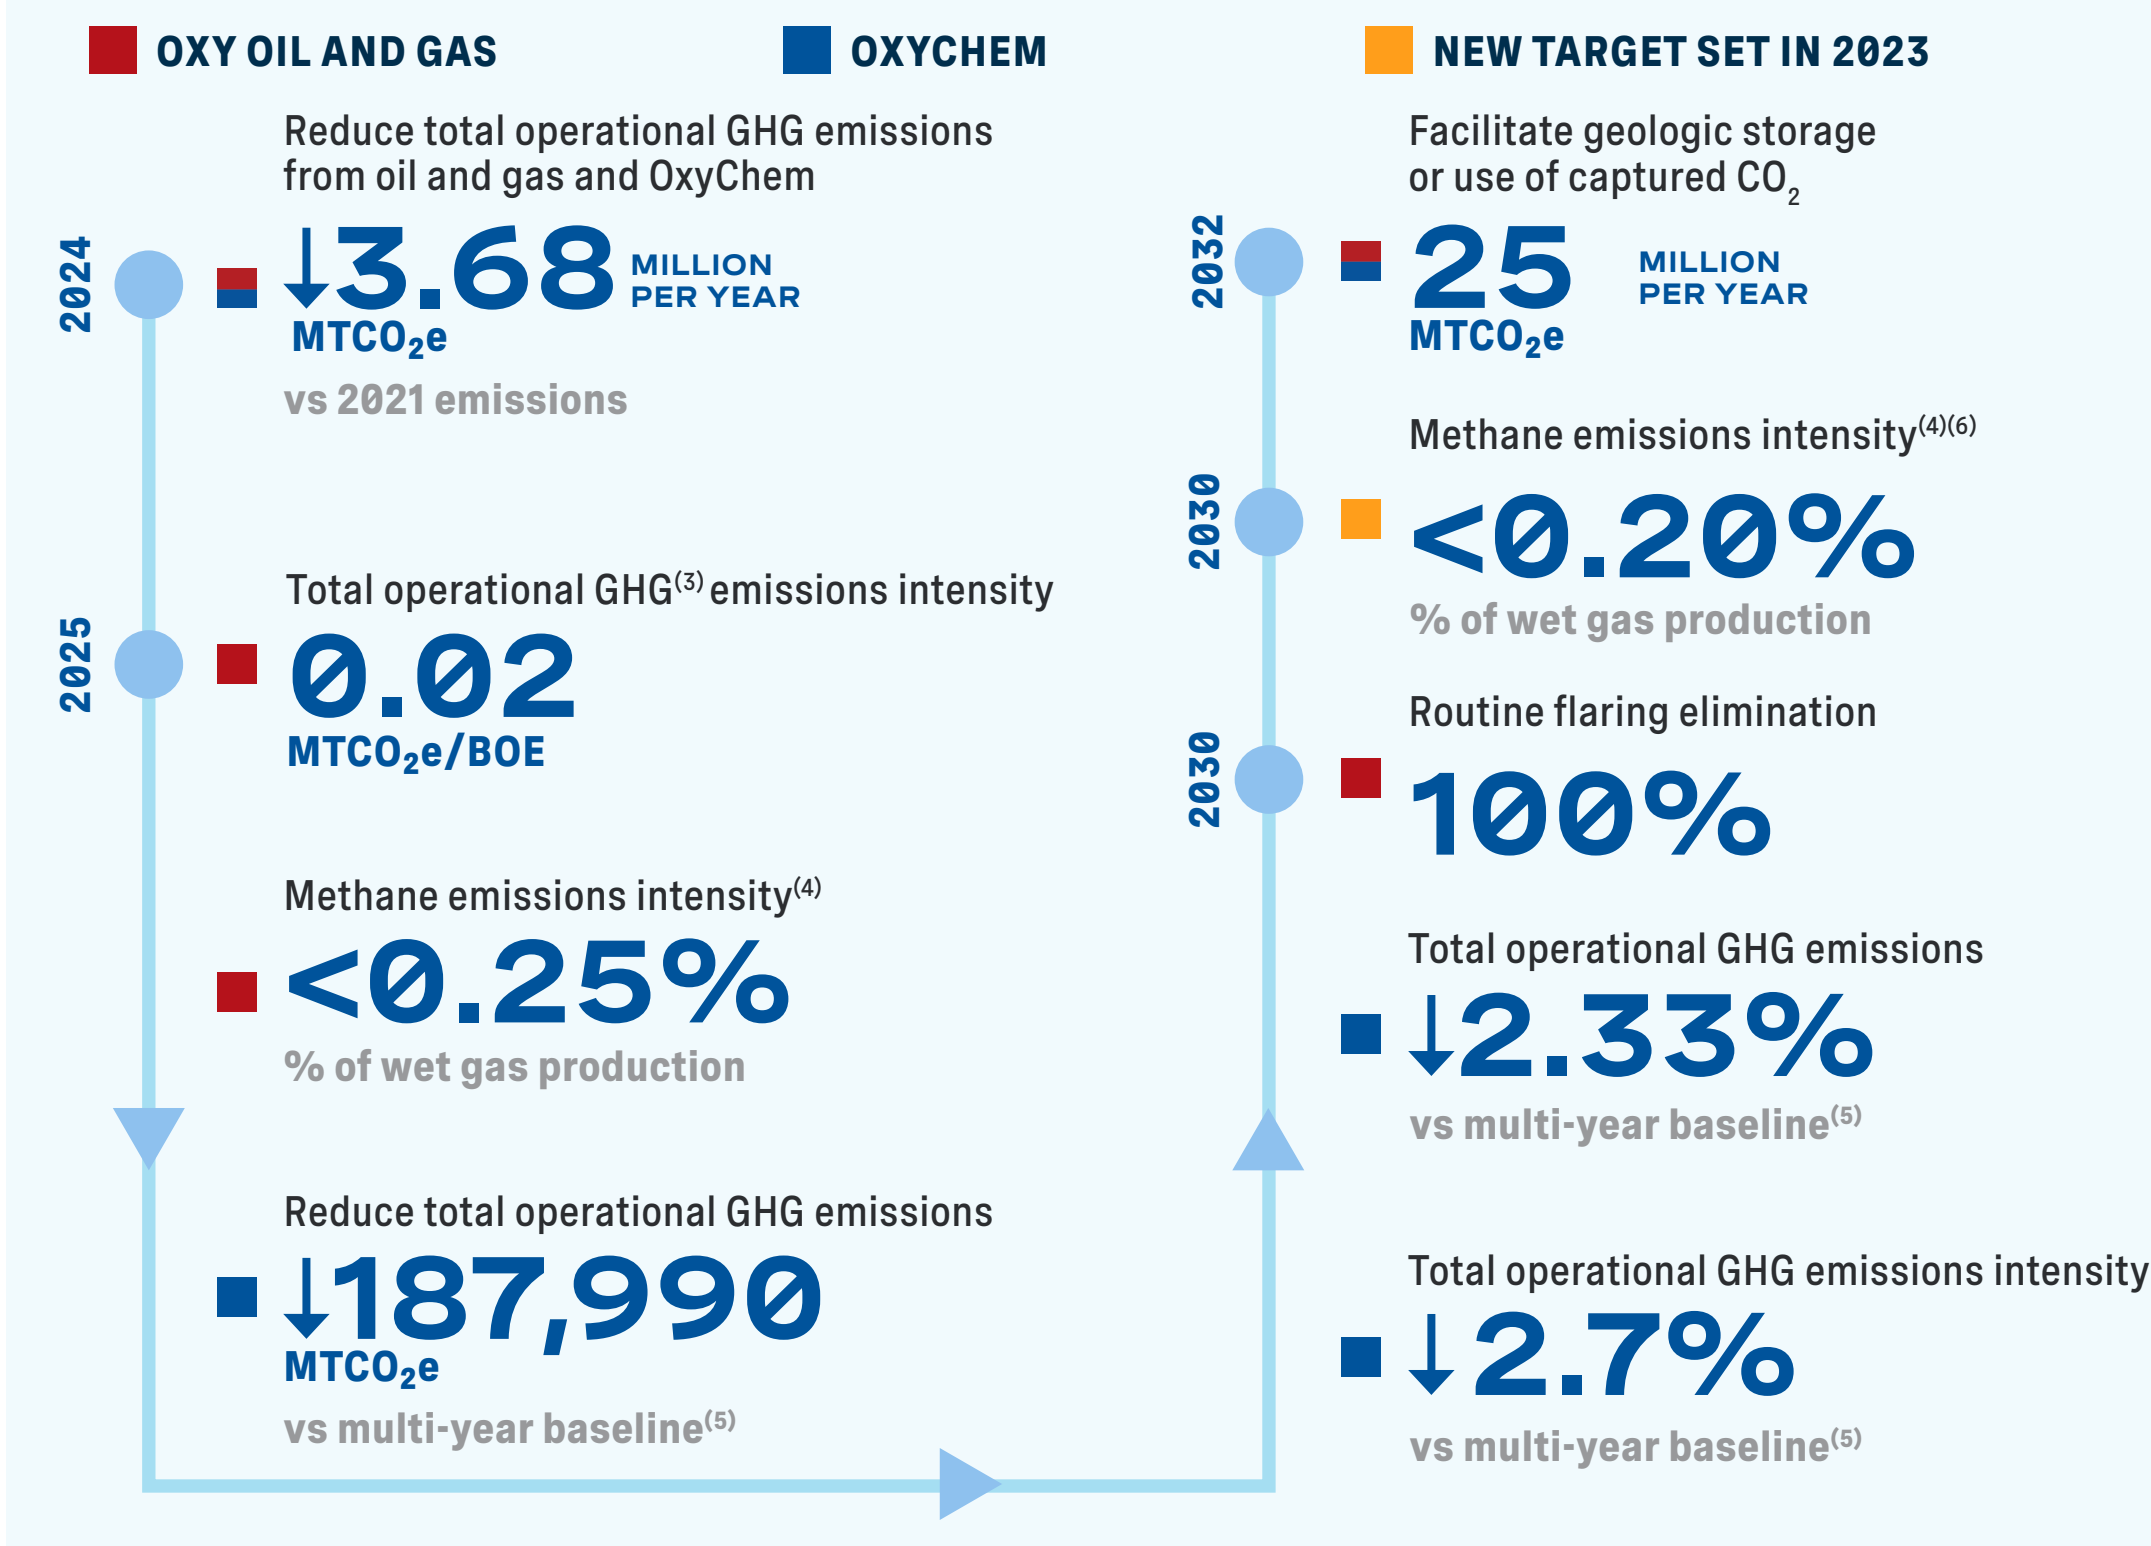 OXY OIL AND GAS
OXYCHEM
NEW TARGET SET IN 2023
2024
Reduce total operational GHG emissions
from oil and gas and OxyChem
↓3.68 MILLION PER YEAR
MTCO₂e
vs 2021 emissions
2025
Total operational GHG⁽³⁾ emissions intensity
0.02
MTCO₂e/BOE
Methane emissions intensity⁽⁴⁾
<0.25%
% of wet gas production
Reduce total operational GHG emissions
↓187,990
MTCO₂e
vs multi-year baseline⁽⁵⁾
2032
Facilitate geologic storage
or use of captured CO₂
25 MILLION PER YEAR
MTCO₂e
2030
Methane emissions intensity⁽⁴⁾⁽⁶⁾
<0.20%
% of wet gas production
2030
Routine flaring elimination
100%
Total operational GHG emissions
↓2.33%
vs multi-year baseline⁽⁵⁾
Total operational GHG emissions intensity
↓2.7%
vs multi-year baseline⁽⁵⁾